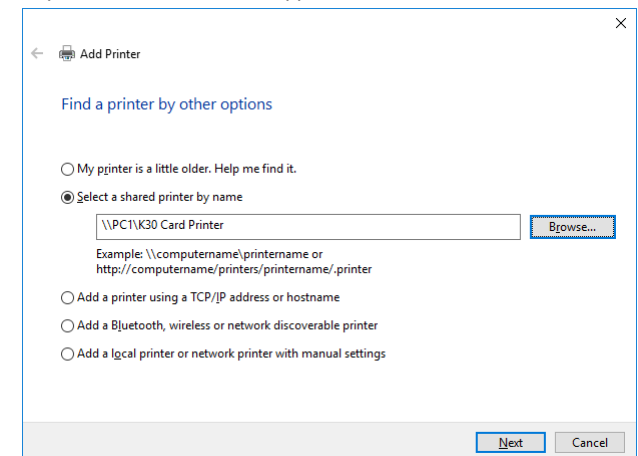 Add Printer
Find a printer by other options
My printer is a little older. Help me find it.
Select a shared printer by name
\\PC1\K30 Card Printer
Browse...
Example: \\computername\printername or
http://computername/printers/printername/.printer
Add a printer using a TCP/IP address or hostname
Add a Bluetooth, wireless or network discoverable printer
Add a local printer or network printer with manual settings
Next Cancel